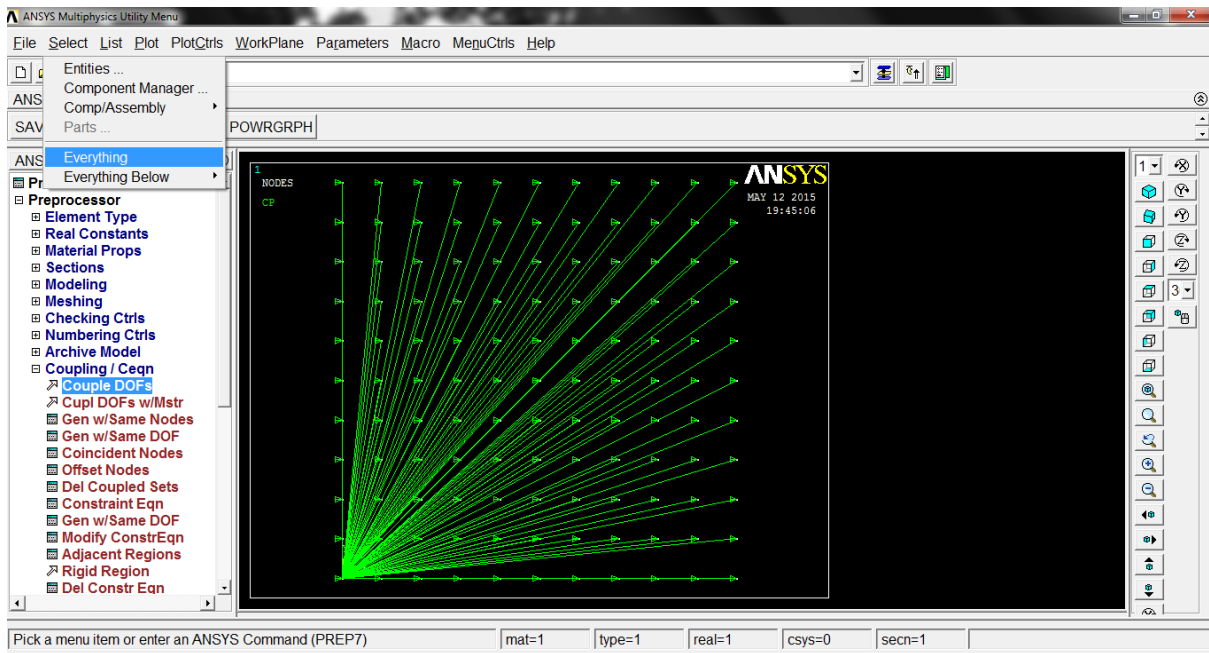 ANSYS Multiphysics Utility Menu
File Select List Plot PlotCtrls WorkPlane Parameters Macro MenuCtrls Help
Entities ...
Component Manager ...
Comp/Assembly
Parts ...
Everything
Everything Below
ANS
SAV POWRGRPH
ANS
Pr
Preprocessor
Element Type
Real Constants
Material Props
Sections
Modeling
Meshing
Checking Ctrls
Numbering Ctrls
Archive Model
Coupling / Ceqn
Couple DOFs
Cupl DOFs w/Mstr
Gen w/Same Nodes
Gen w/Same DOF
Coincident Nodes
Offset Nodes
Del Coupled Sets
Constraint Eqn
Gen w/Same DOF
Modify ConstrEqn
Adjacent Regions
Rigid Region
Del Constr Eqn
1
NODES
CP
ANSYS
MAY 12 2015
19:45:06
1
3
Pick a menu item or enter an ANSYS Command (PREP7) mat=1 type=1 real=1 csys=0 secn=1